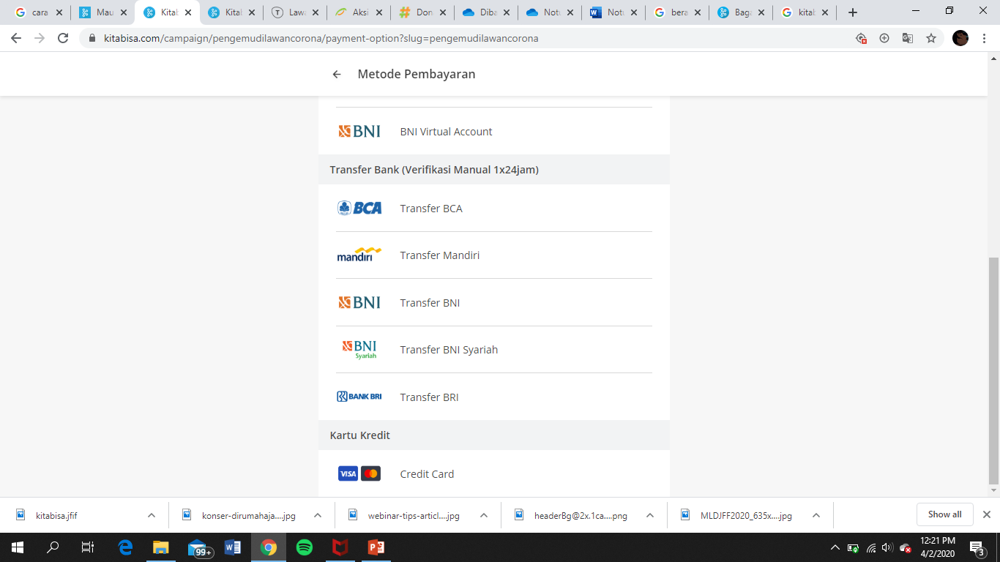 cara
Mau
Kitab
Kital
T
Lawa
Aksi
Don
Diba
Notu
W
Notu
bera
Baga
kitab
kitabisa.com/campaign/pengemudilawancorona/payment-option?slug=pengemudilawancorona
Metode Pembayaran
BNI
BNI Virtual Account
Transfer Bank (Verifikasi Manual 1x24jam)
BCA
Transfer BCA
mandiri
Transfer Mandiri
BNI
Transfer BNI
BNI
Syariah
Transfer BNI Syariah
BANK BRI
Transfer BRI
Kartu Kredit
VISA
Credit Card
kitabisa.jfif
konser-dirumahaja....jpg
webinar-tips-articl....jpg
headerBg@2x.1ca....png
MLDJFF2020_635x....jpg
Show all
99+
12:21 PM
4/2/2020
3